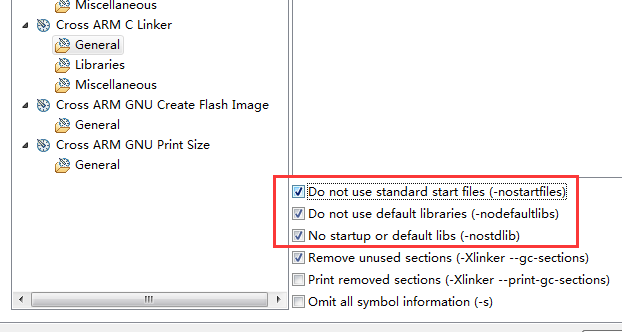 Miscellaneous
Cross ARM C Linker
General
Libraries
Miscellaneous
Cross ARM GNU Create Flash Image
General
Cross ARM GNU Print Size
General
Do not use standard start files (-nostartfiles)
Do not use default libraries (-nodefaultlibs)
No startup or default libs (-nostdlib)
Remove unused sections (-Xlinker --gc-sections)
Print removed sections (-Xlinker --print-gc-sections)
Omit all symbol information (-s)